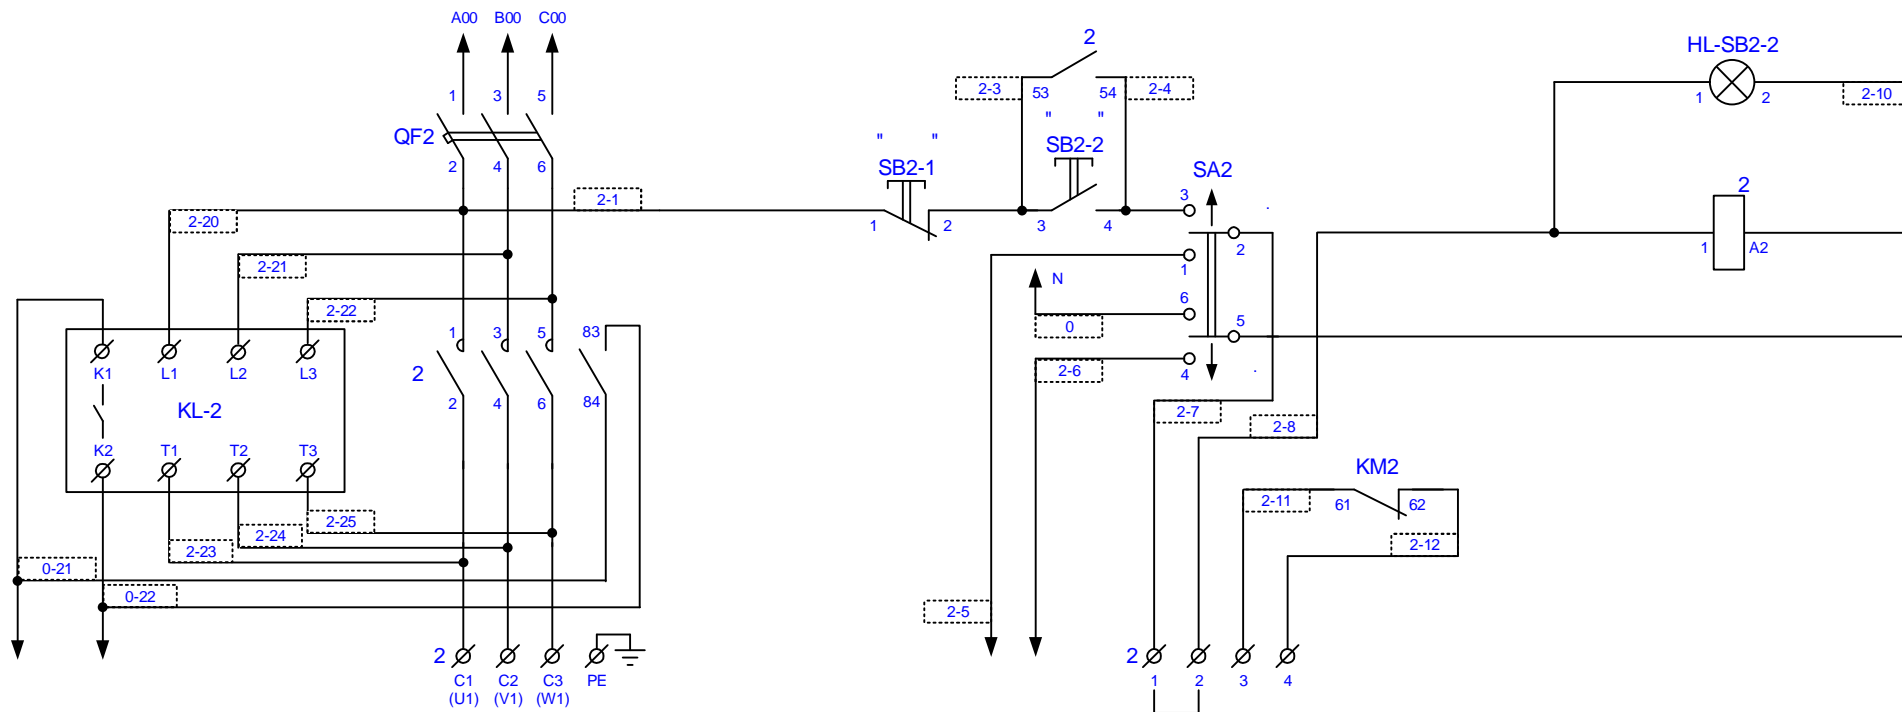 A00 B00 C00
2
HL-SB2-2
1 3 5
2-3 53 54 2-4
1 2 2-10
QF2
" "
" "
SB2-2
2 4 6
SB2-1
SA2
2-1
3
2
2-20
1 2
3 4
2
1 A2
2-21
1
N
6
2-22
0
5
1 3 5 83
K1 L1 L2 L3
2
2-6
4
KL-2
2 4 6 84
2-7
2-8
K2 T1 T2 T3
KM2
2-11 61 62
2-25
2-24
2-23
2-12
0-21
0-22
2-5
2
2
C1 C2 C3 PE
1 2 3 4
(U1) (V1) (W1)